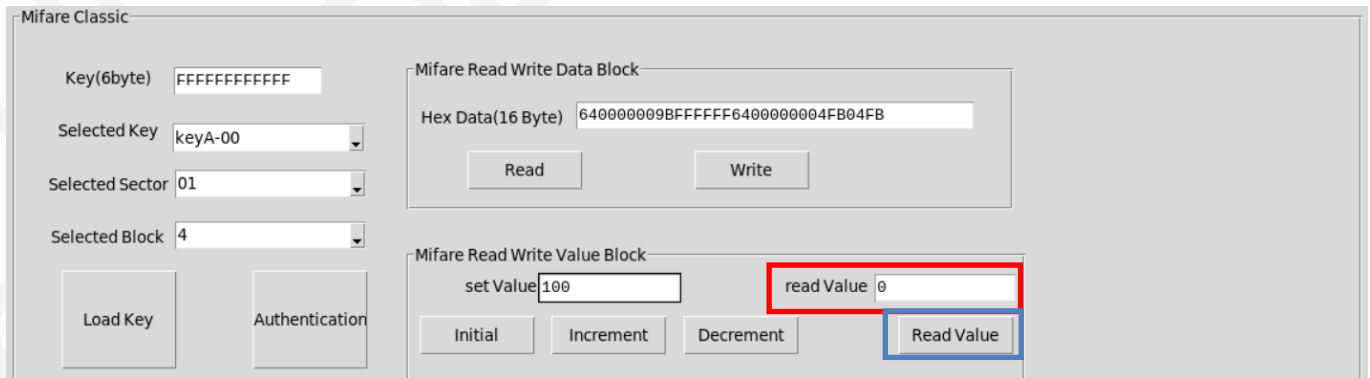 Mifare Classic
Key(6byte) FFFFFFFFFFFF
Selected Key keyA-00
Selected Sector 01
Selected Block 4
Load Key Authentication
Mifare Read Write Data Block
Hex Data(16 Byte) 640000009BFFFFFF6400000004FB04FB
Read Write
Mifare Read Write Value Block
set Value 100 read Value 0
Initial Increment Decrement Read Value